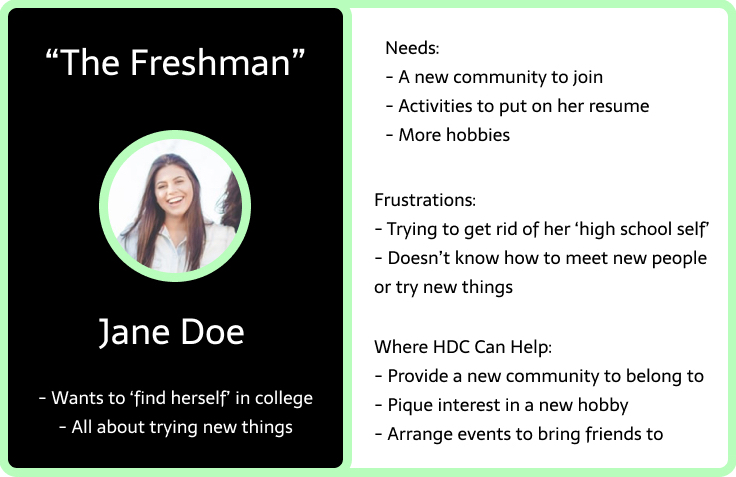 “The Freshman”
Jane Doe
- Wants to ‘find herself’ in college
- All about trying new things
Needs:
- A new community to join
- Activities to put on her resume
- More hobbies
Frustrations:
- Trying to get rid of her ‘high school self’
- Doesn’t know how to meet new people
or try new things
Where HDC Can Help:
- Provide a new community to belong to
- Pique interest in a new hobby
- Arrange events to bring friends to